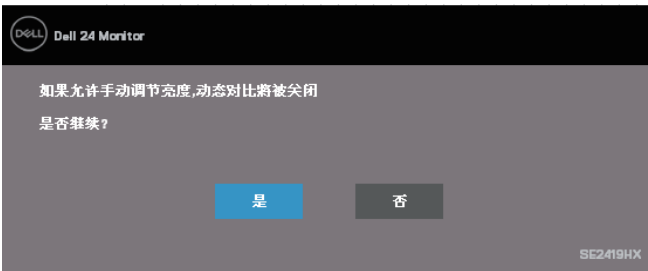 DELL
Dell 24 Monitor
如果允许手动调节亮度,动态对比将被关闭
是否继续?
是
否
SE2419HX